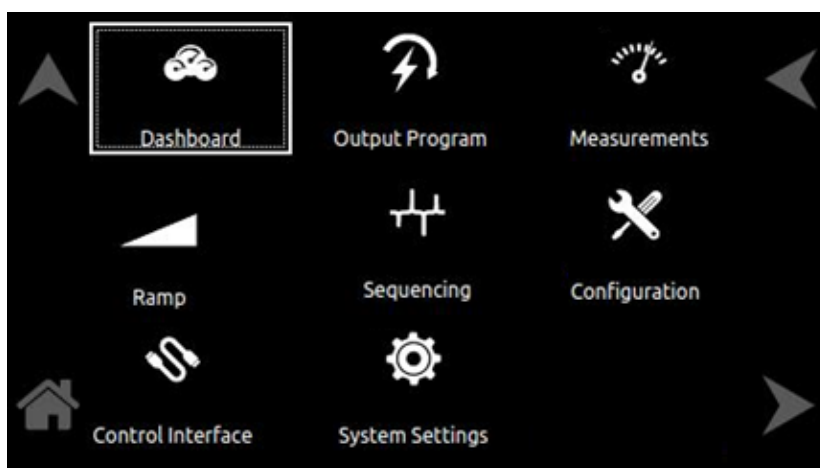 Dashboard
Output Program
Measurements
Ramp
Sequencing
Configuration
Control Interface
System Settings